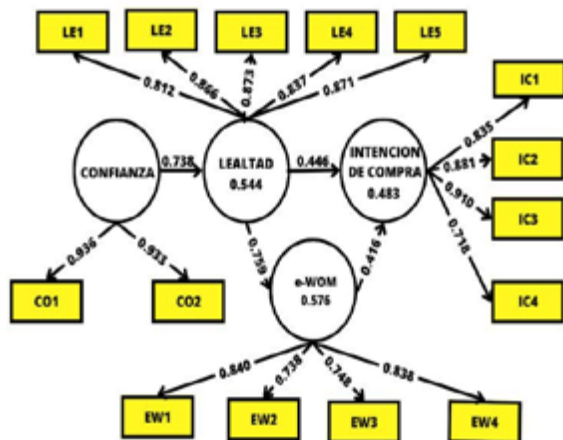 LE1
LE2
LE3
LE4
LE5
0.812
0.866
0.873
0.837
0.871
IC1
IC2
IC3
IC4
0.835
0.881
0.910
0.718
CONFIANZA
0.738
LEALTAD
0.544
0.446
INTENCION
DE COMPRA
0.483
0.936
0.933
0.759
0.416
CO1
CO2
e-WOM
0.576
0.840
0.738
0.748
0.836
EW1
EW2
EW3
EW4